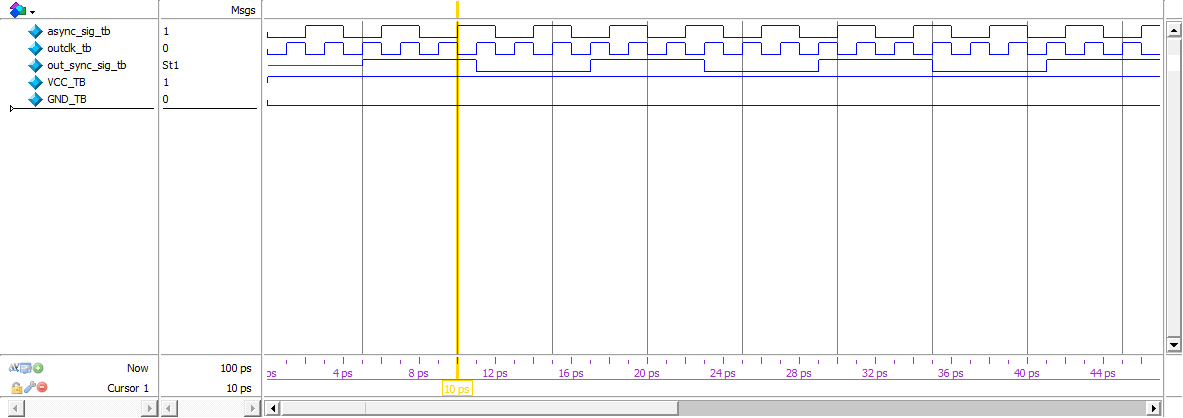 Msgs
async_sig_tb 1
outclk_tb 0
out_sync_sig_tb St1
VCC_TB 1
GND_TB 0
Now 100 ps
ps 4 ps 8 ps 12 ps 16 ps 20 ps 24 ps 28 ps 32 ps 36 ps 40 ps 44 ps
Cursor 1 10 ps
10 ps